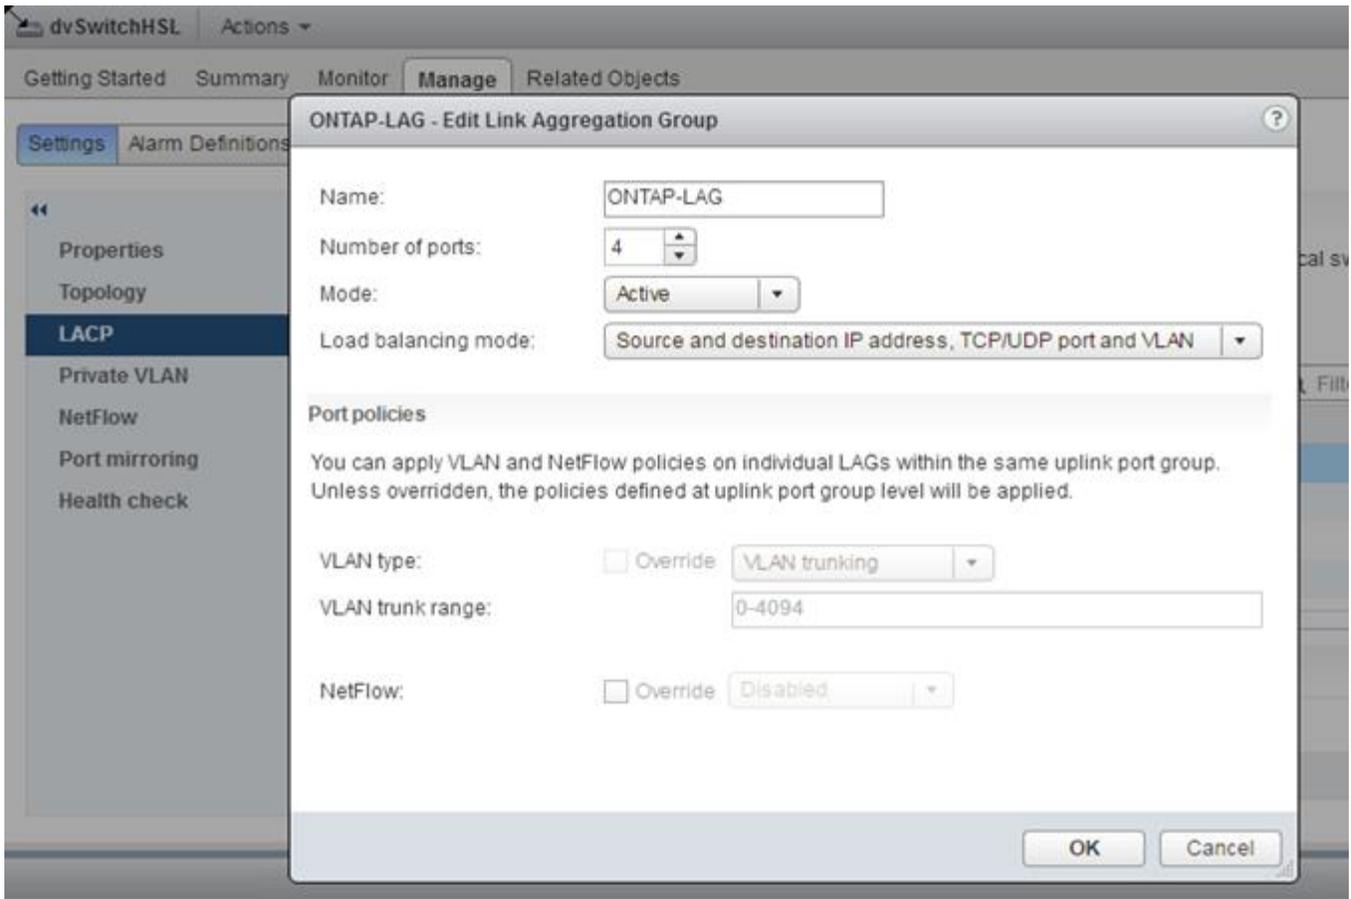 dvSwitchHSL Actions
Getting Started Summary Monitor Manage Related Objects
ONTAP-LAG - Edit Link Aggregation Group ?
Settings Alarm Definitions
Name: ONTAP-LAG
Number of ports: 4
Properties
Topology
Mode: Active
LACP
Load balancing mode: Source and destination IP address, TCP/UDP port and VLAN
Private VLAN
NetFlow
Port policies
Port mirroring
You can apply VLAN and NetFlow policies on individual LAGs within the same uplink port group.
Unless overridden, the policies defined at uplink port group level will be applied.
Health check
VLAN type: Override VLAN trunking
VLAN trunk range: 0-4094
NetFlow: Override Disabled
OK Cancel